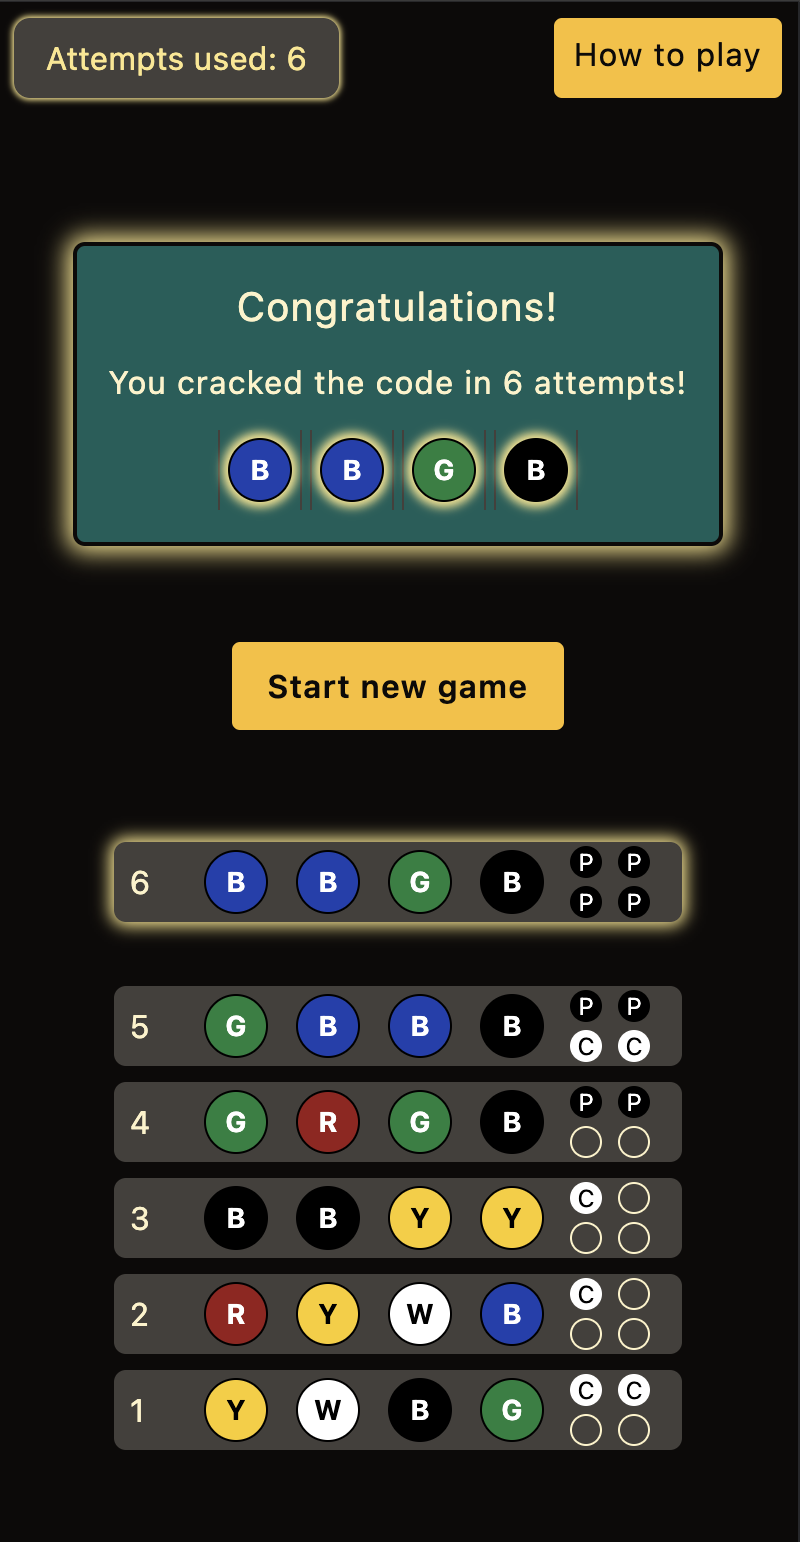 Attempts used: 6
How to play
Congratulations!
You cracked the code in 6 attempts!
B B G B
Start new game
6 B B G B P P
P P
5 G B B B P P
C C
4 G R G B P P
3 B B Y Y C
2 R Y W B C
1 Y W B G C C